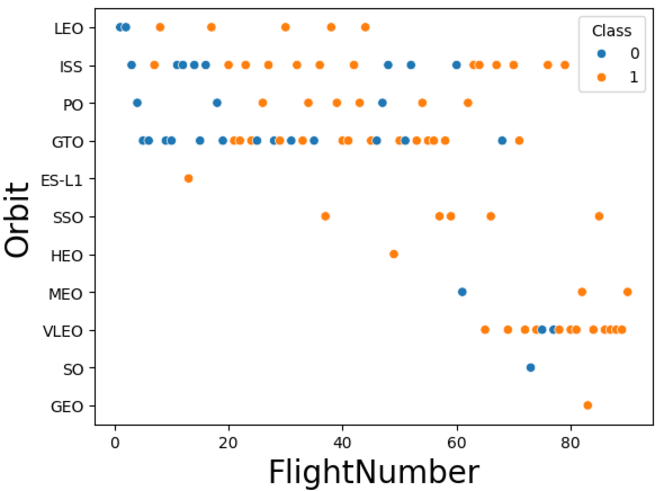 LEO
ISS
PO
GTO
ES-L1
SSO
HEO
MEO
VLEO
SO
GEO
Orbit
Class
0
1
0 20 40 60 80
FlightNumber